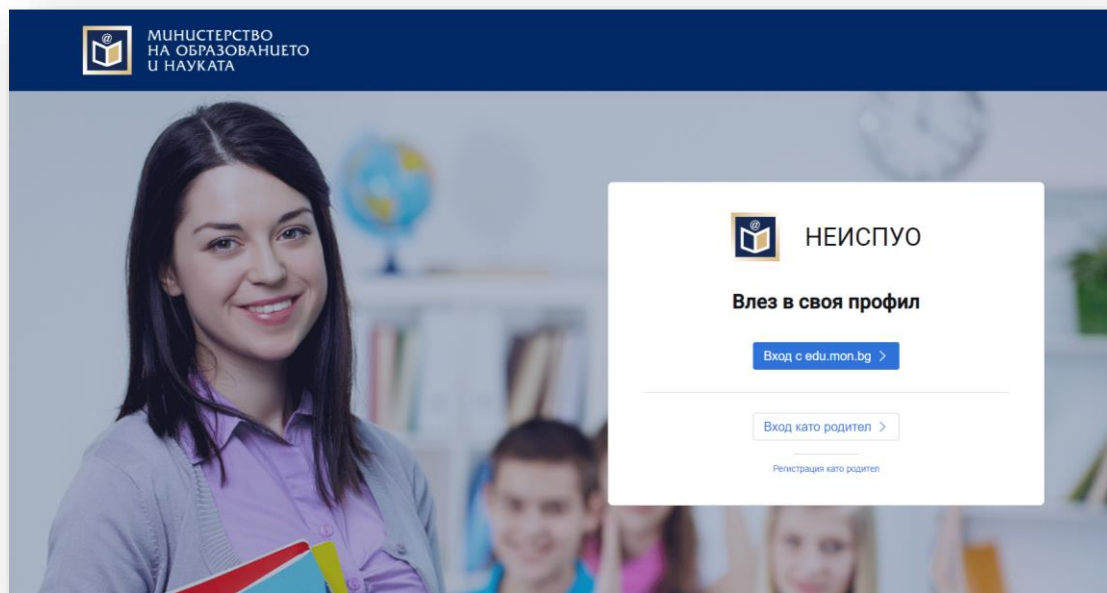 МИНИСТЕРСТВО
НА ОБРАЗОВАНИЕТО
И НАУКАТА
@
@
НЕИСПУО
Влез в своя профил
Вход с edu.mon.bg >
Вход като родител >
Регистрация като родител